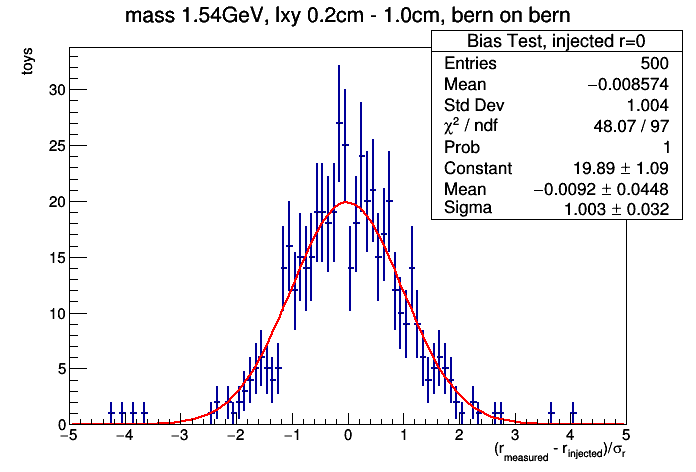 mass 1.54GeV, lxy 0.2cm - 1.0cm, bern on bern
Bias Test, injected r=0
Entries 500
Mean −0.008574
Std Dev 1.004
χ² / ndf 48.07 / 97
Prob 1
Constant 19.89 ± 1.09
Mean −0.0092 ± 0.0448
Sigma 1.003 ± 0.032
toys
30
25
20
15
10
5
0
−5 −4 −3 −2 −1 0 1 2 3 4 5
(r_measured - r_injected)/σ_r